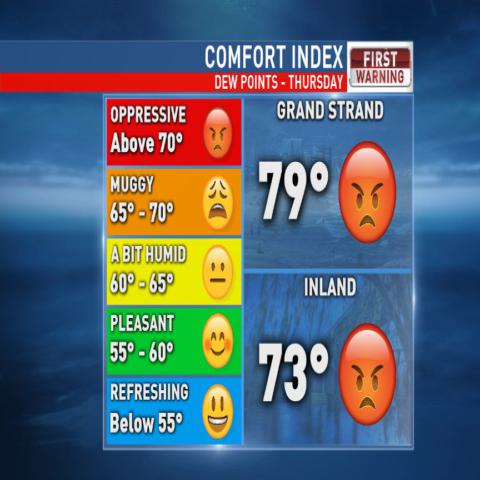 COMFORT INDEX
FIRST
WARNING
DEW POINTS - THURSDAY
OPPRESSIVE
Above 70°
MUGGY
65° - 70°
A BIT HUMID
60° - 65°
PLEASANT
55° - 60°
REFRESHING
Below 55°
GRAND STRAND
79°
INLAND
73°